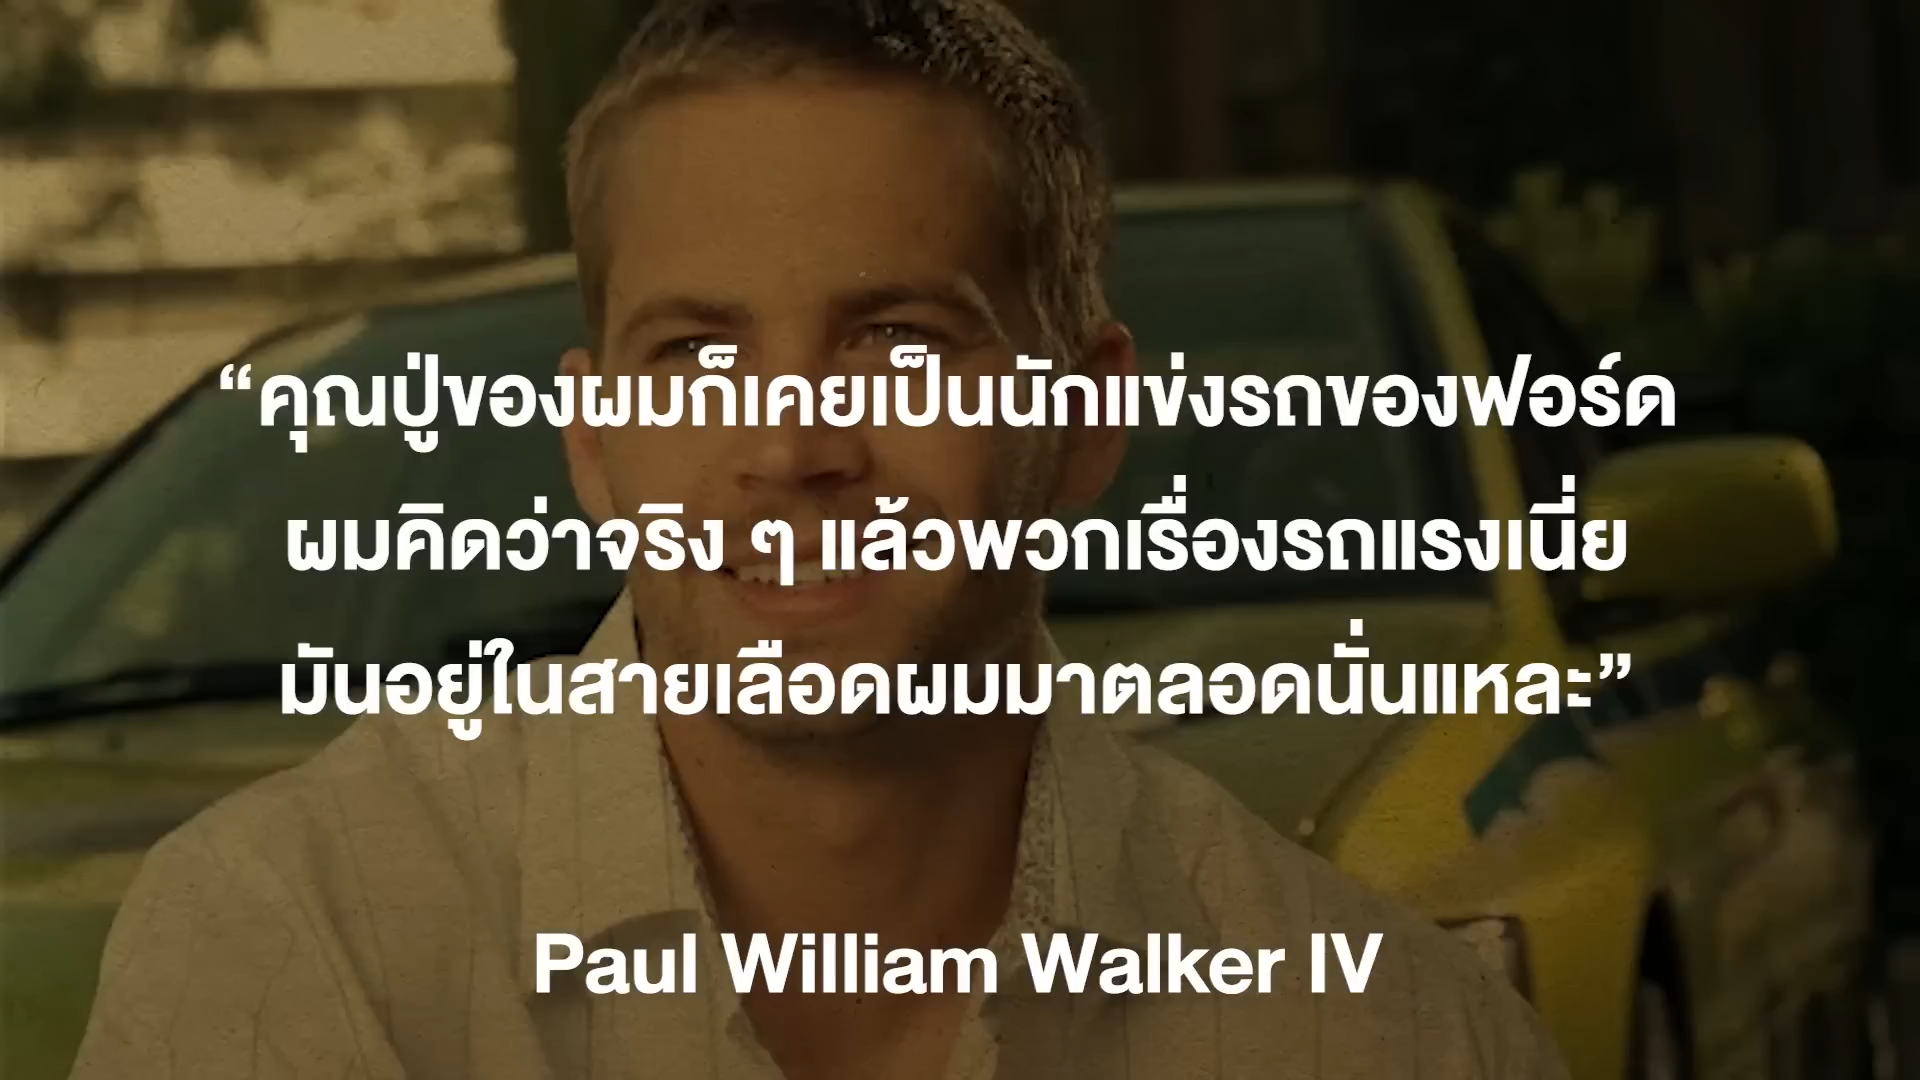 “คุณปู่ของผมก็เคยเป็นนักแข่งรถของฟอร์ด
ผมคิดว่าจริง ๆ แล้วพวกเรื่องรถแรงเนี่ย
มันอยู่ในสายเลือดผมมาตลอดนั่นแหละ”
Paul William Walker IV